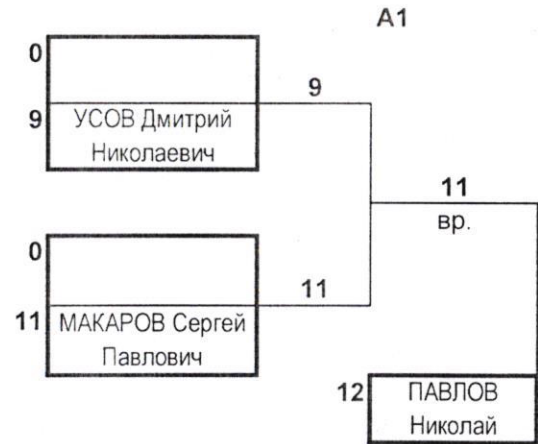 А1
0
9
9
УСОВ Дмитрий
Николаевич
11
вр.
0
11
11
МАКАРОВ Сергей
Павлович
12
ПАВЛОВ
Николай